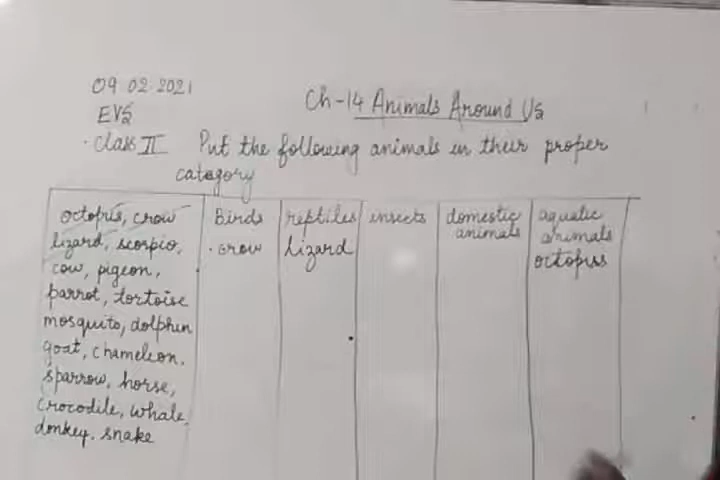 09.02.2021
Ch-14 Animals Around Us
EVS
Class II Put the following animals in their proper
category
octopus, crow
lizard, scorpio,
cow, pigeon,
parrot, tortoise
mosquito, dolphin
goat, chameleon.
sparrow, horse,
crocodile, whale,
donkey, snake
birds
crow
reptiles
lizard
insects
domestic
animals
aquatic
animals
octopus